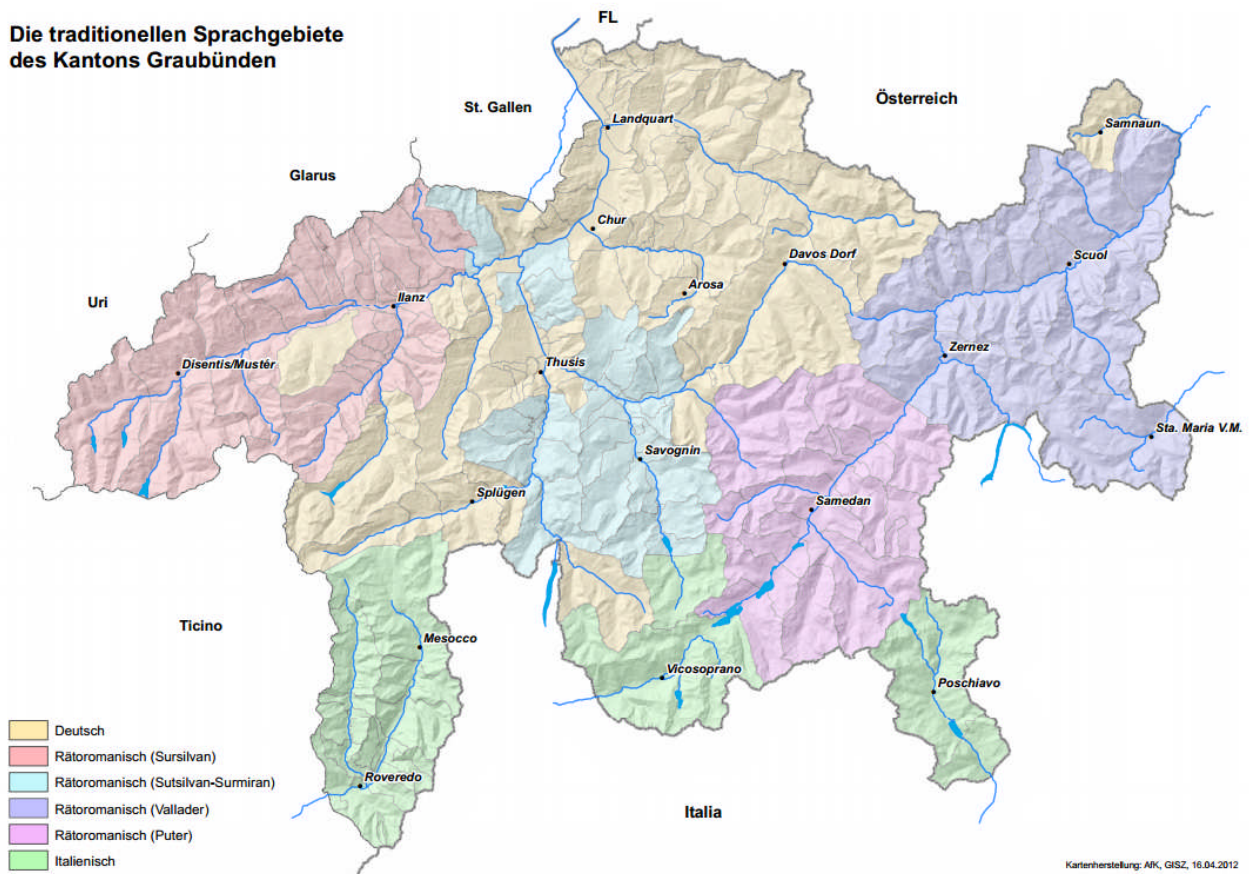 Die traditionellen Sprachgebiete
des Kantons Graubünden
FL
St. Gallen
Österreich
Glarus
Uri
Ticino
Italia
Landquart
Samnaun
Chur
Davos Dorf
Scuol
Arosa
Ilanz
Zernez
Disentis/Mustér
Thusis
Sta. Maria V.M.
Savognin
Splügen
Samedan
Mesocco
Vicosoprano
Poschiavo
Roveredo
Deutsch
Rätoromanisch (Sursilvan)
Rätoromanisch (Sutsilvan-Surmiran)
Rätoromanisch (Vallader)
Rätoromanisch (Puter)
Italienisch
Kartenherstellung: AfK, GISZ, 16.04.2012